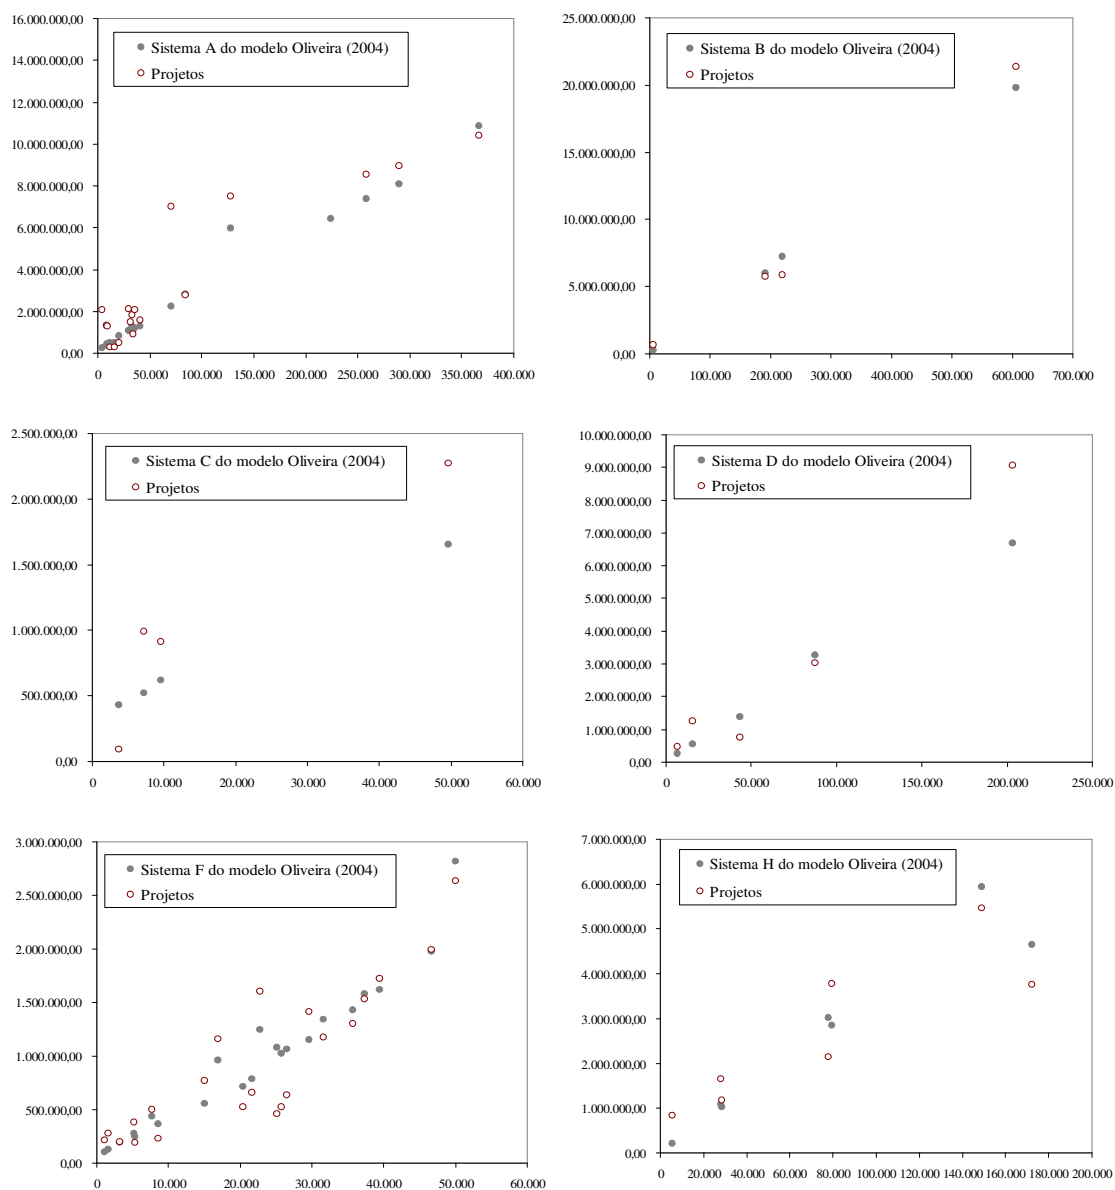 16.000.000,00
14.000.000,00
12.000.000,00
10.000.000,00
8.000.000,00
6.000.000,00
4.000.000,00
2.000.000,00
0,00
Sistema A do modelo Oliveira (2004)
Projetos
0 50.000 100.000 150.000 200.000 250.000 300.000 350.000 400.000
25.000.000,00
20.000.000,00
15.000.000,00
10.000.000,00
5.000.000,00
0,00
Sistema B do modelo Oliveira (2004)
Projetos
0 100.000 200.000 300.000 400.000 500.000 600.000 700.000
2.500.000,00
2.000.000,00
1.500.000,00
1.000.000,00
500.000,00
0,00
Sistema C do modelo Oliveira (2004)
Projetos
0 10.000 20.000 30.000 40.000 50.000 60.000
10.000.000,00
9.000.000,00
8.000.000,00
7.000.000,00
6.000.000,00
5.000.000,00
4.000.000,00
3.000.000,00
2.000.000,00
1.000.000,00
0,00
Sistema D do modelo Oliveira (2004)
Projetos
0 50.000 100.000 150.000 200.000 250.000
3.000.000,00
2.500.000,00
2.000.000,00
1.500.000,00
1.000.000,00
500.000,00
0,00
Sistema F do modelo Oliveira (2004)
Projetos
0 10.000 20.000 30.000 40.000 50.000 60.000
7.000.000,00
6.000.000,00
5.000.000,00
4.000.000,00
3.000.000,00
2.000.000,00
1.000.000,00
0,00
Sistema H do modelo Oliveira (2004)
Projetos
0 20.000 40.000 60.000 80.000 100.000 120.000 140.000 160.000 180.000 200.000